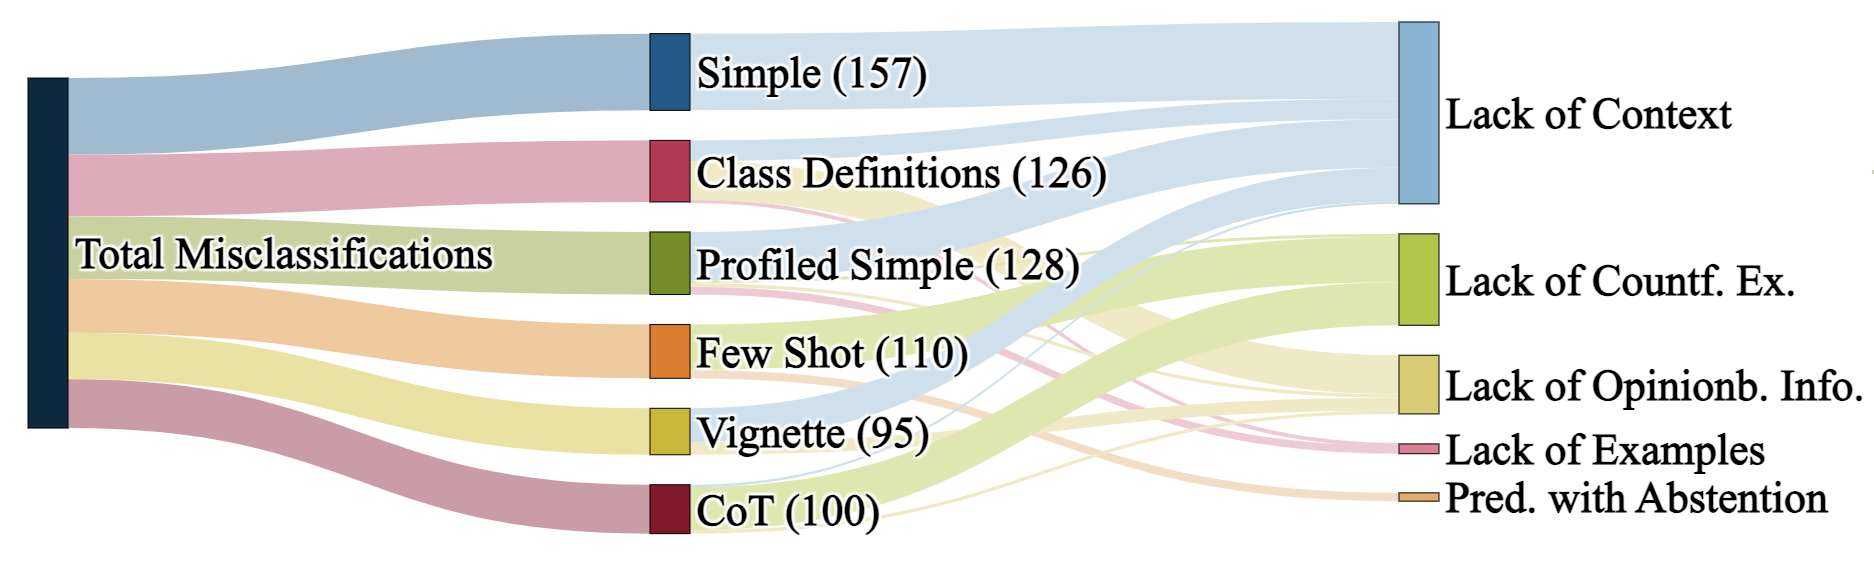 Total Misclassifications
Simple (157)
Class Definitions (126)
Profiled Simple (128)
Few Shot (110)
Vignette (95)
CoT (100)
Lack of Context
Lack of Countf. Ex.
Lack of Opinionb. Info.
Lack of Examples
Pred. with Abstention